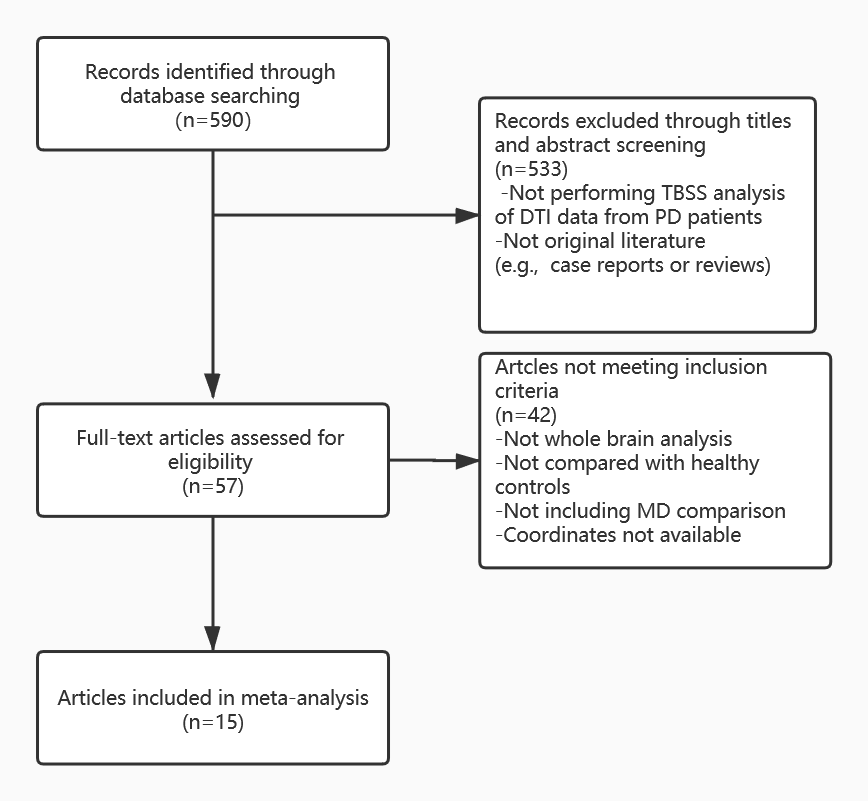 Records identified through
database searching
(n=590)
Records excluded through titles
and abstract screening
(n=533)
-Not performing TBSS analysis
of DTI data from PD patients
-Not original literature
(e.g., case reports or reviews)
Artcles not meeting inclusion
criteria
(n=42)
-Not whole brain analysis
-Not compared with healthy
controls
-Not including MD comparison
-Coordinates not available
Full-text articles assessed for
eligibility
(n=57)
Articles included in meta-analysis
(n=15)